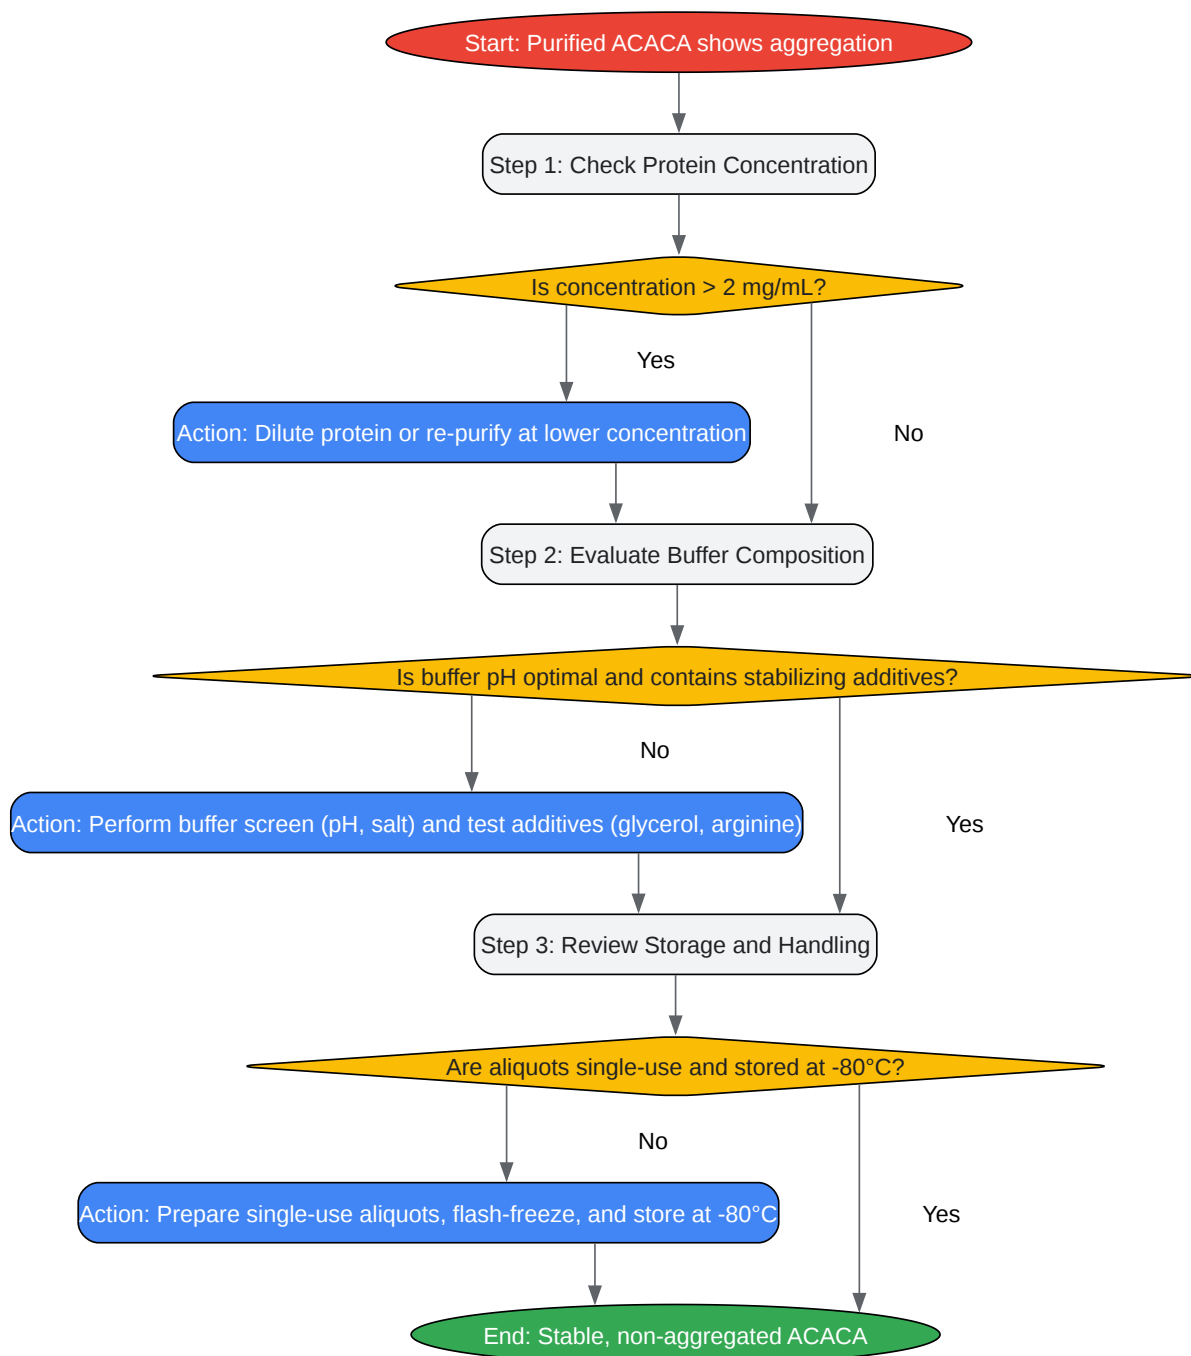 Start: Purified ACACA shows aggregation
Step 1: Check Protein Concentration
Is concentration > 2 mg/mL?
Yes
Action: Dilute protein or re-purify at lower concentration
No
Step 2: Evaluate Buffer Composition
Is buffer pH optimal and contains stabilizing additives?
No
Action: Perform buffer screen (pH, salt) and test additives (glycerol, arginine)
Yes
Step 3: Review Storage and Handling
Are aliquots single-use and stored at -80°C?
No
Action: Prepare single-use aliquots, flash-freeze, and store at -80°C
Yes
End: Stable, non-aggregated ACACA